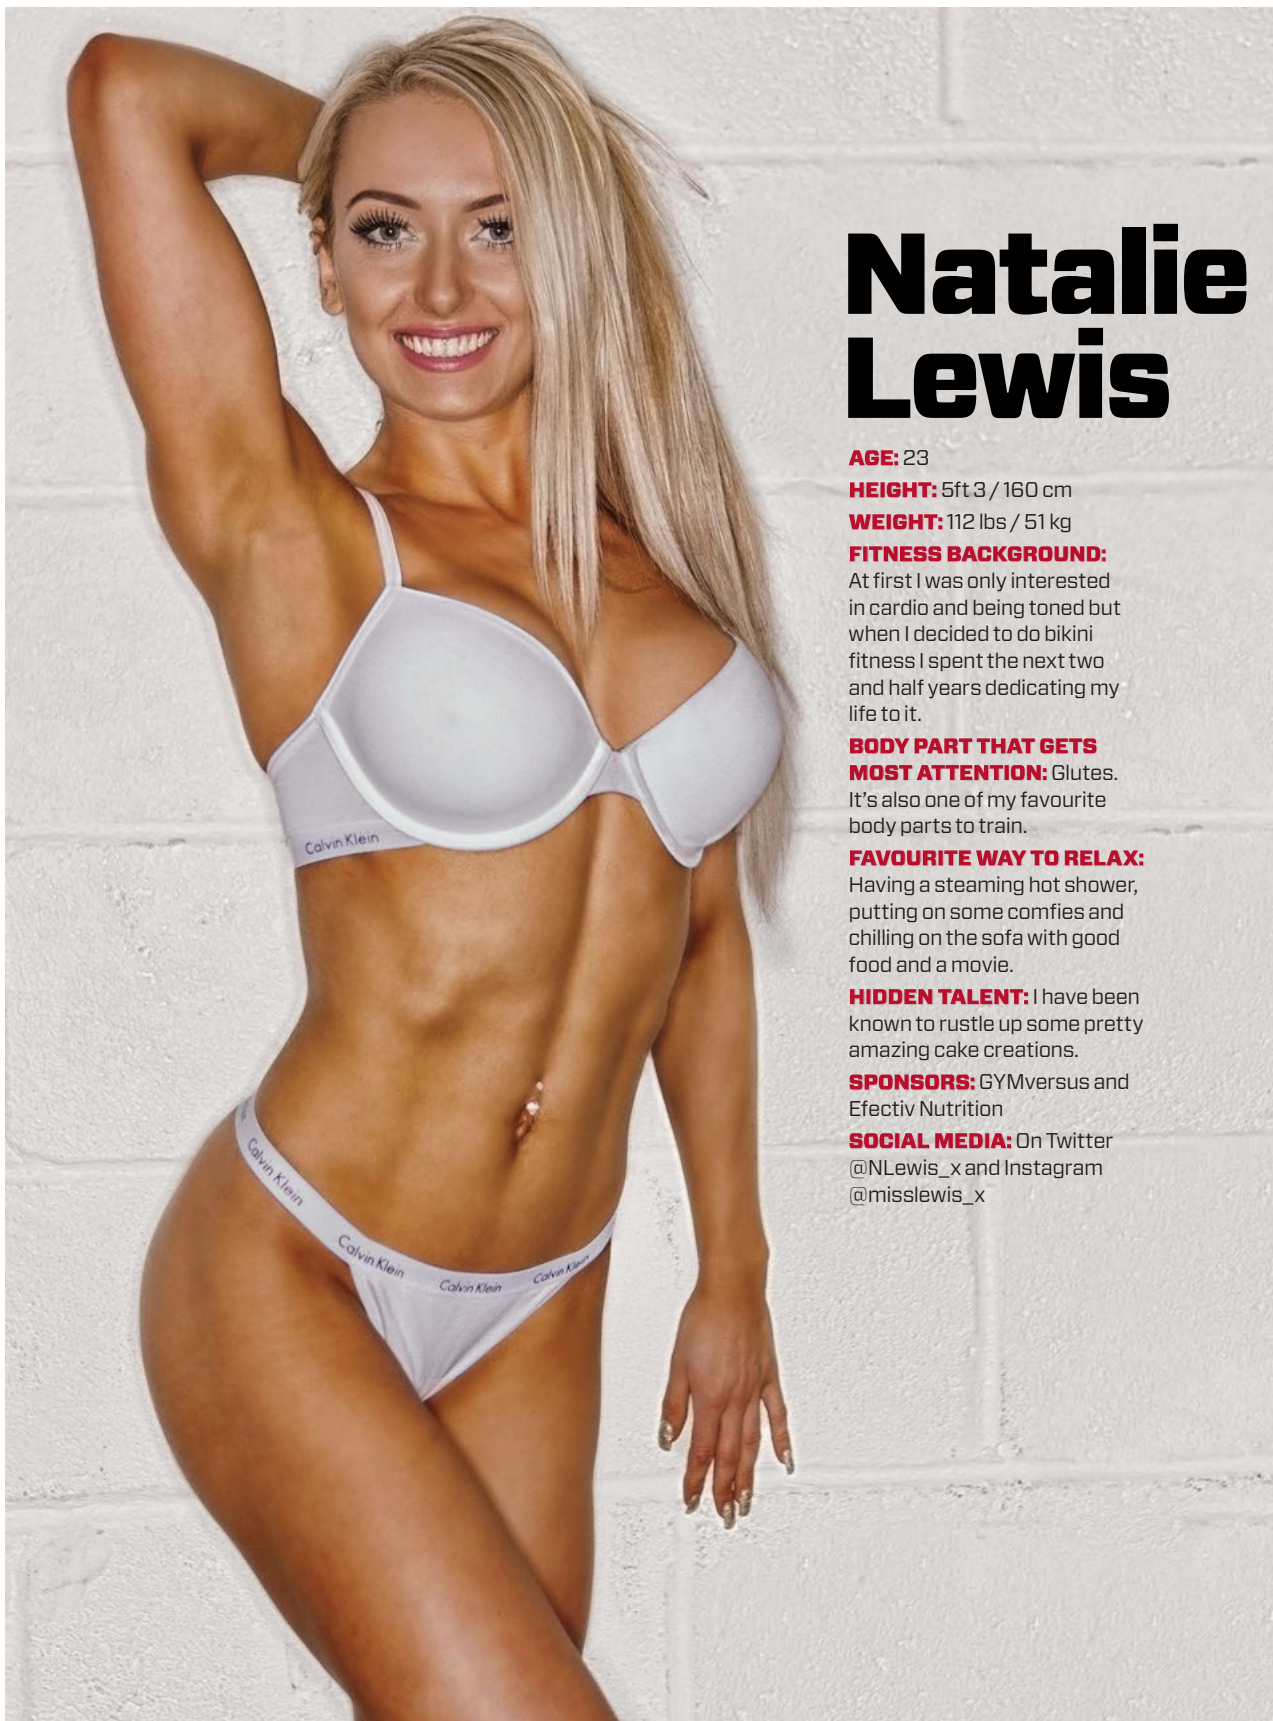 Natalie
Lewis
AGE: 23
HEIGHT: 5ft 3 / 160 cm
WEIGHT: 112 lbs / 51 kg
FITNESS BACKGROUND:
At first I was only interested
in cardio and being toned but
when I decided to do bikini
fitness I spent the next two
and half years dedicating my
life to it.
BODY PART THAT GETS
MOST ATTENTION: Glutes.
It's also one of my favourite
body parts to train.
FAVOURITE WAY TO RELAX:
Having a steaming hot shower,
putting on some comfies and
chilling on the sofa with good
food and a movie.
HIDDEN TALENT: I have been
known to rustle up some pretty
amazing cake creations.
SPONSORS: GYMversus and
Efectiv Nutrition
SOCIAL MEDIA: On Twitter
@NLewis_x and Instagram
@misslewis_x
Calvin Klein
Calvin Klein
Calvin Klein
Calvin Klein
Calvin Klein